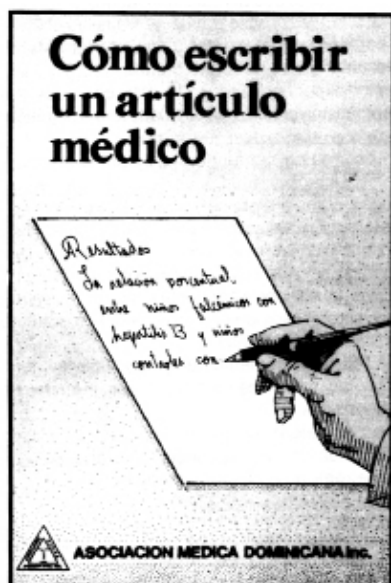 Cómo escribir
un artículo
médico
Resultados
La relación porcentual
entre niños falcémicos con
hepatitis B y niños
controles con
ASOCIACION MEDICA DOMINICANA inc.